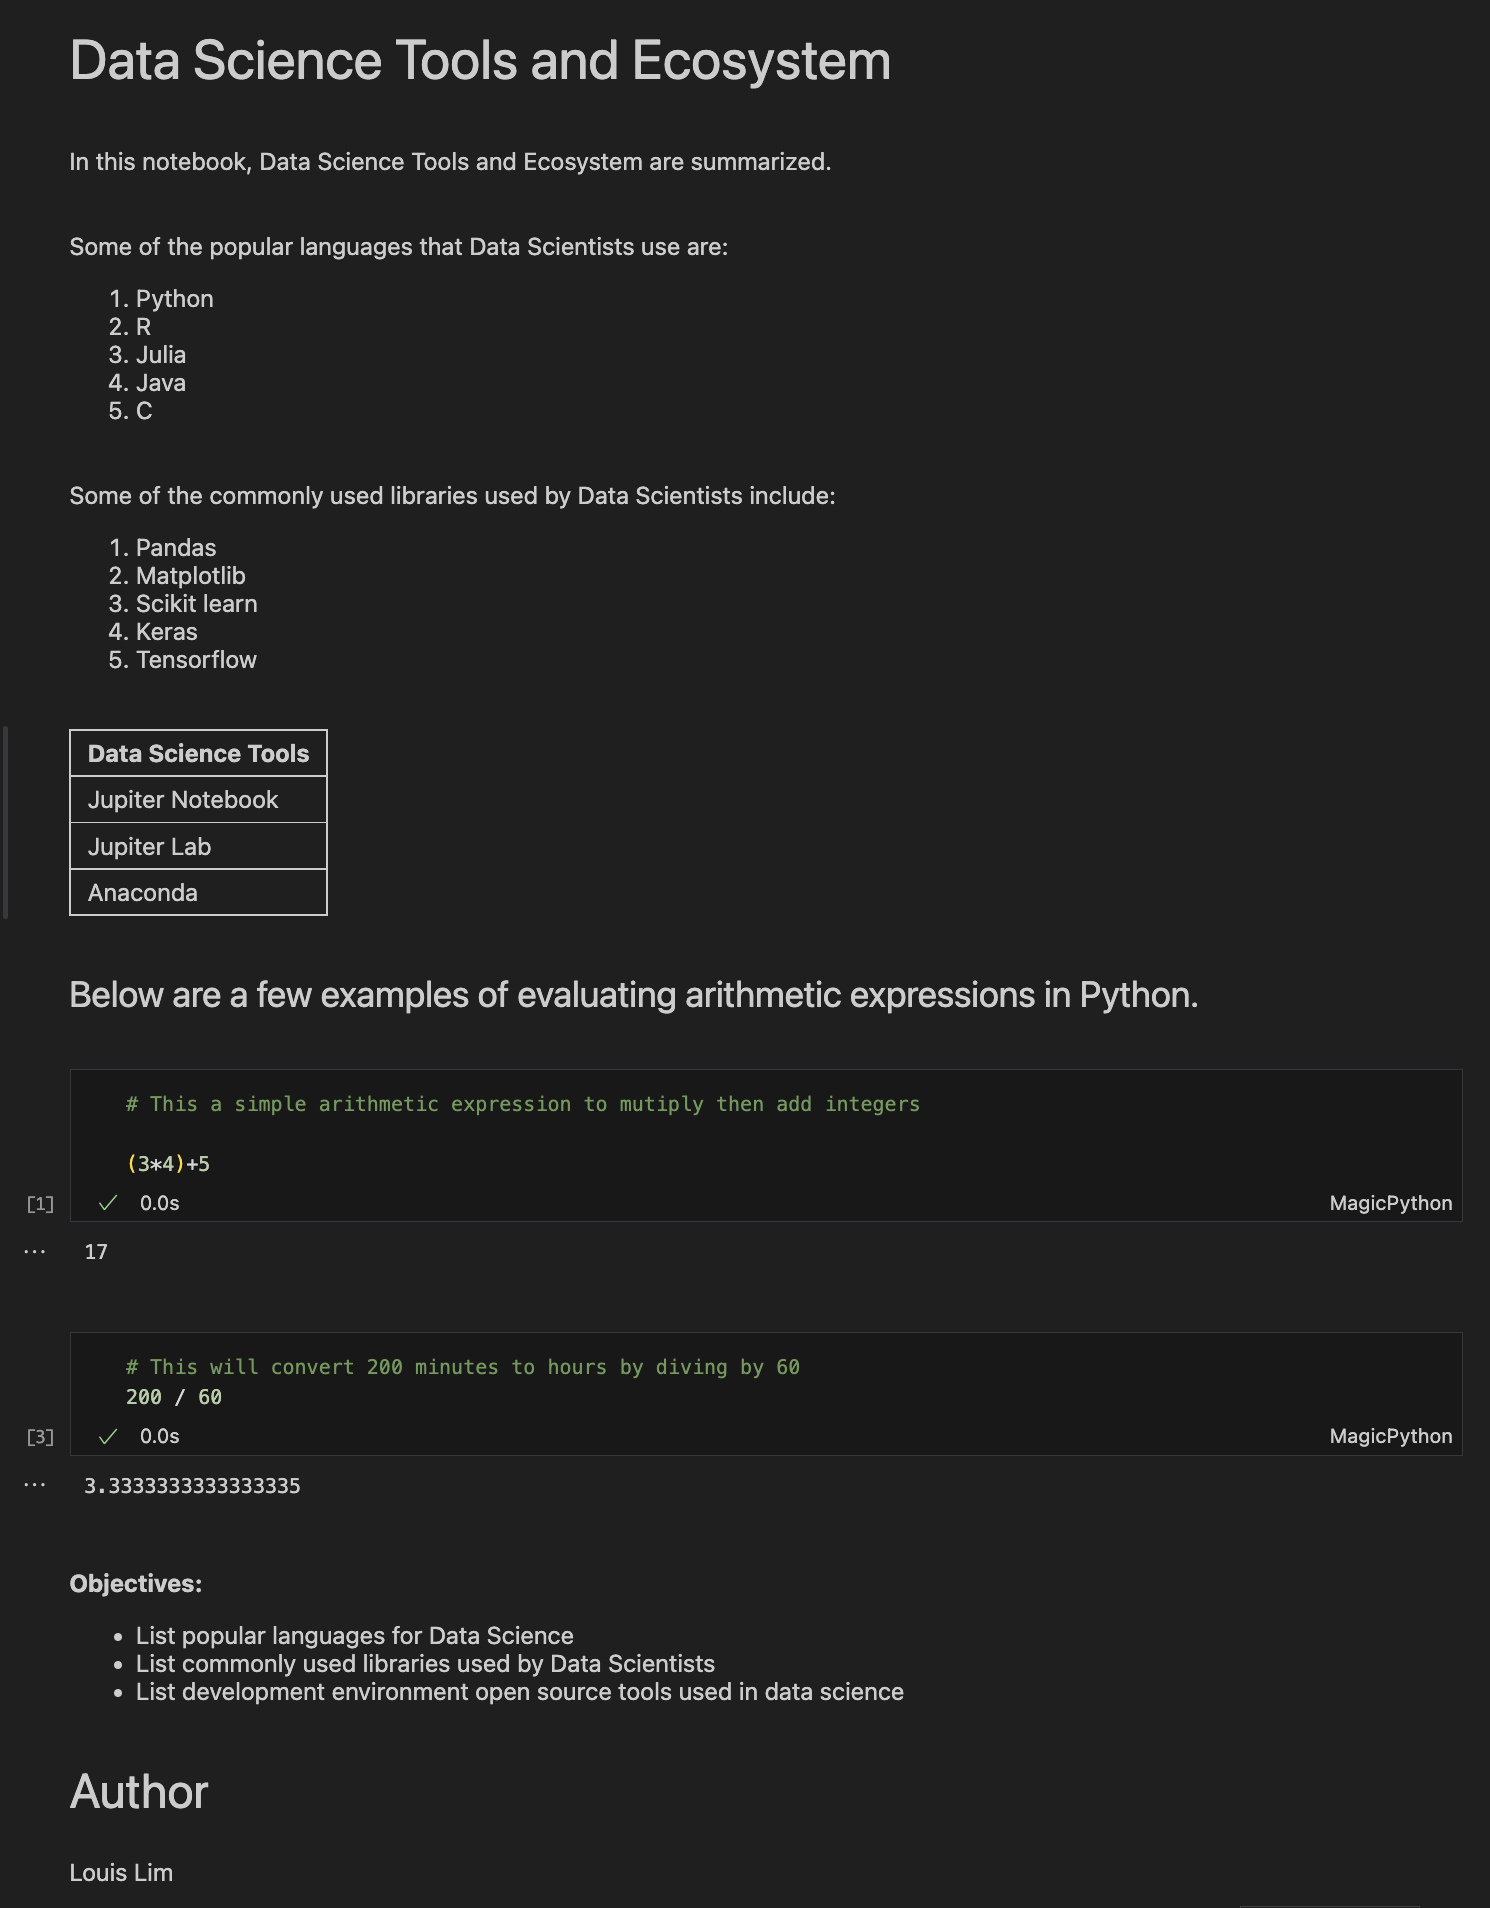 Data Science Tools and Ecosystem
In this notebook, Data Science Tools and Ecosystem are summarized.
Some of the popular languages that Data Scientists use are:
1. Python
2. R
3. Julia
4. Java
5. C
Some of the commonly used libraries used by Data Scientists include:
1. Pandas
2. Matplotlib
3. Scikit learn
4. Keras
5. Tensorflow
Data Science Tools
Jupiter Notebook
Jupiter Lab
Anaconda
Below are a few examples of evaluating arithmetic expressions in Python.
# This a simple arithmetic expression to mutiply then add integers
(3*4)+5
[1] ✓ 0.0s MagicPython
... 17
# This will convert 200 minutes to hours by diving by 60
200 / 60
[3] ✓ 0.0s MagicPython
... 3.3333333333333335
Objectives:
• List popular languages for Data Science
• List commonly used libraries used by Data Scientists
• List development environment open source tools used in data science
Author
Louis Lim